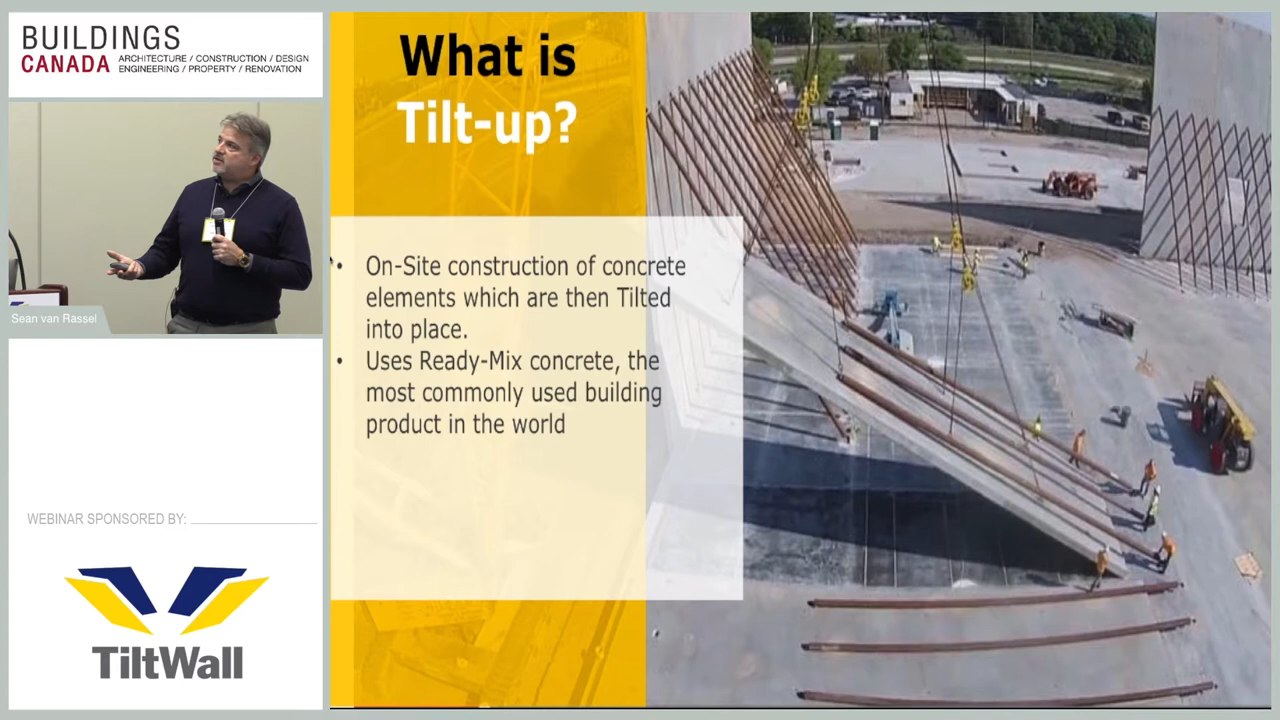 BUILDINGS
CANADA
ARCHITECTURE / CONSTRUCTION / DESIGN
ENGINEERING / PROPERTY / RENOVATION
Sean van Rassel
WEBINAR SPONSORED BY:
TiltWall
What is
Tilt-up?
• On-Site construction of concrete
elements which are then Tilted
into place.
• Uses Ready-Mix concrete, the
most commonly used building
product in the world